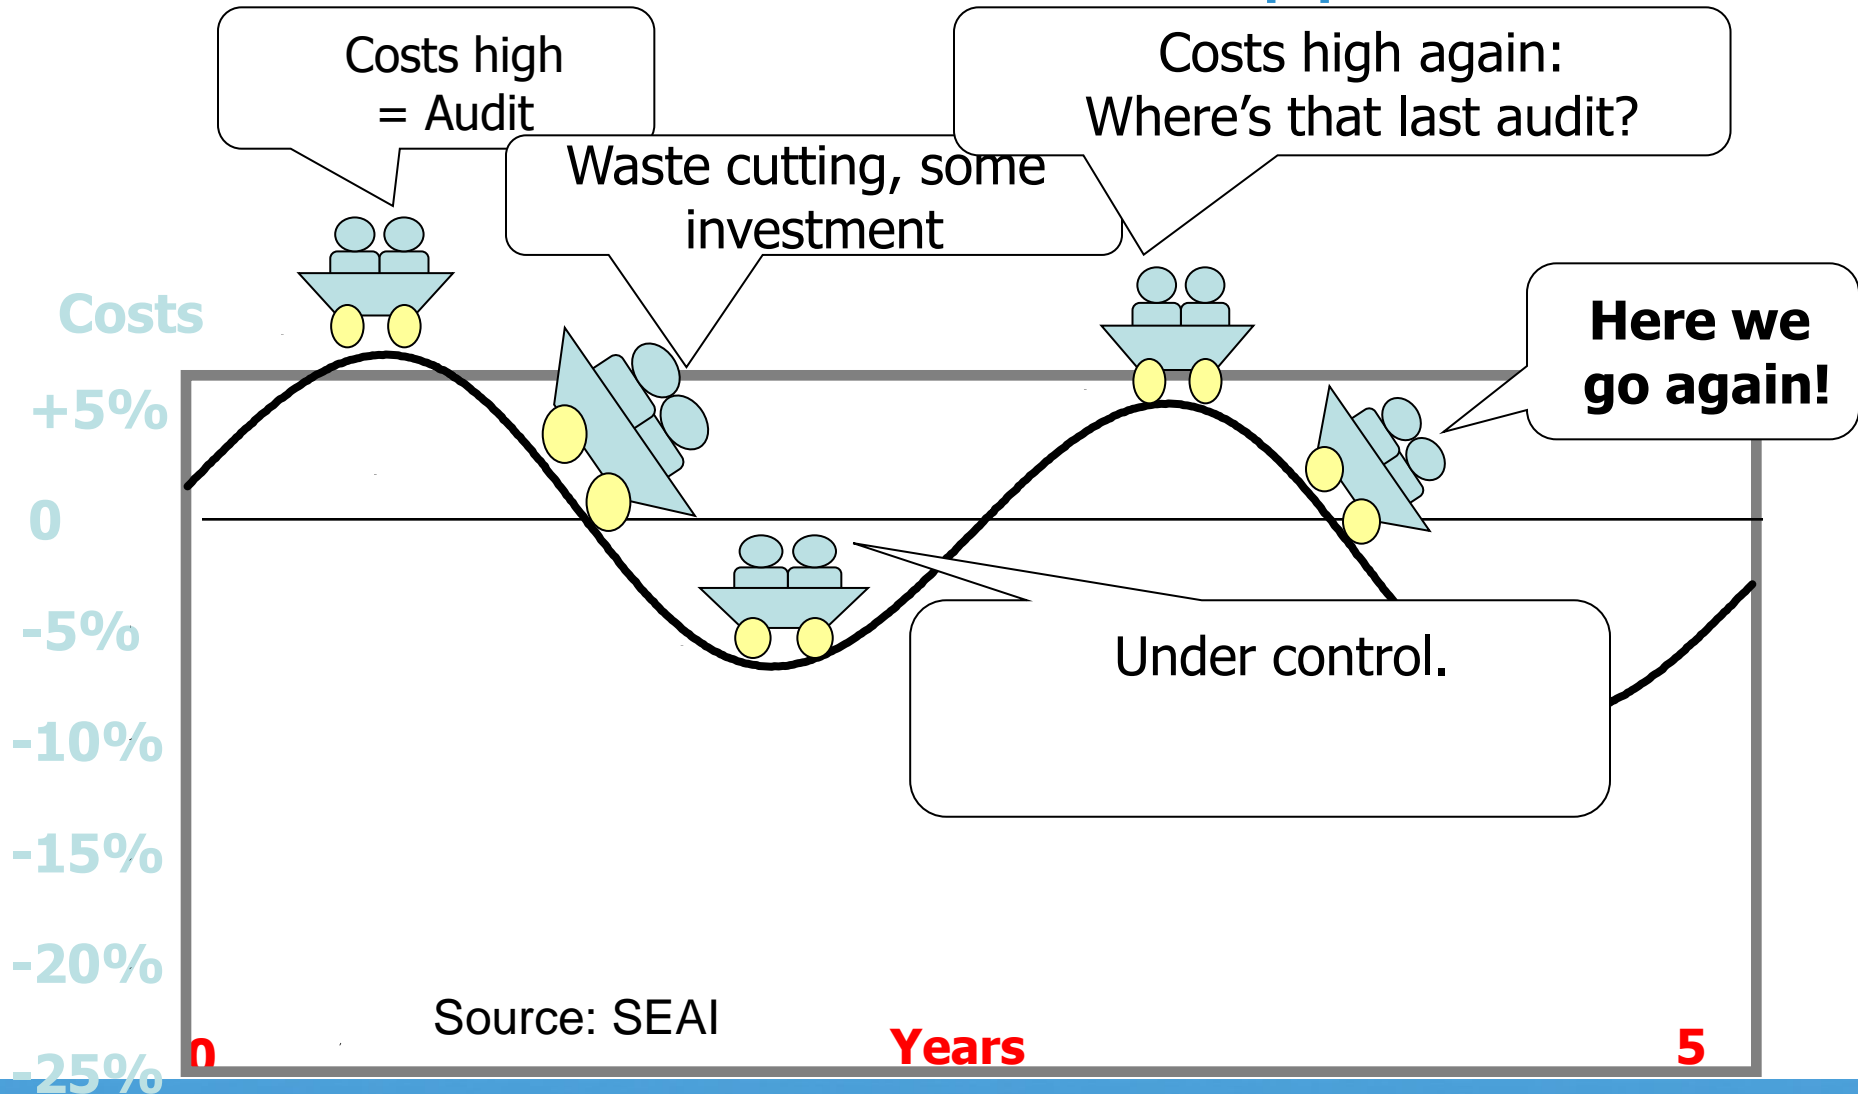 Costs high
= Audit
Waste cutting, some
investment
Costs high again:
Where's that last audit?
Here we
go again!
Under control.
Costs
+5%
0
-5%
-10%
-15%
-20%
-25%
Source: SEAI
0
Years
5